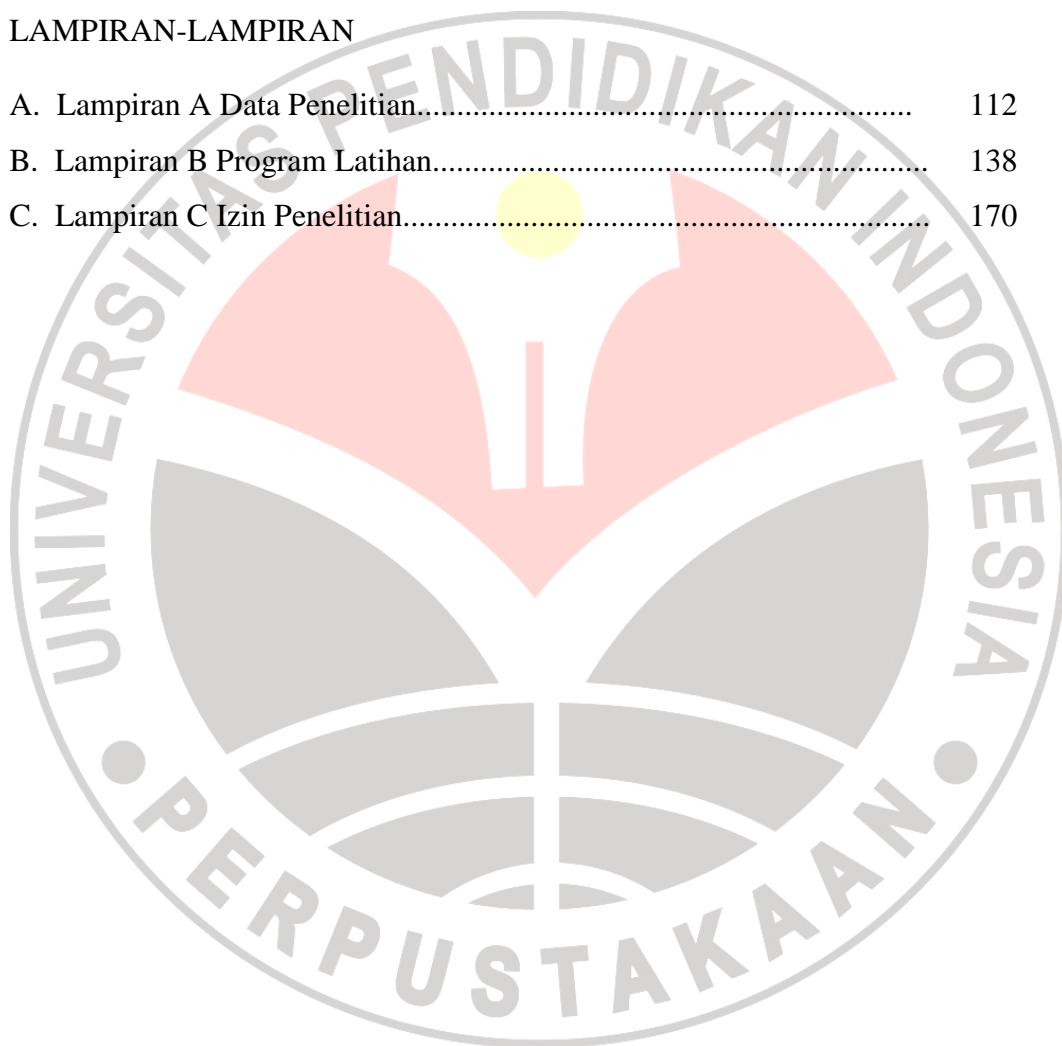 LAMPIRAN-LAMPIRAN
A. Lampiran A Data Penelitian.............................................................. 112
B. Lampiran B Program Latihan.............................................................. 138
C. Lampiran C Izin Penelitian.................................................................. 170
UNIVERSITAS PENDIDIKAN INDONESIA
PERPUSTAKAAN